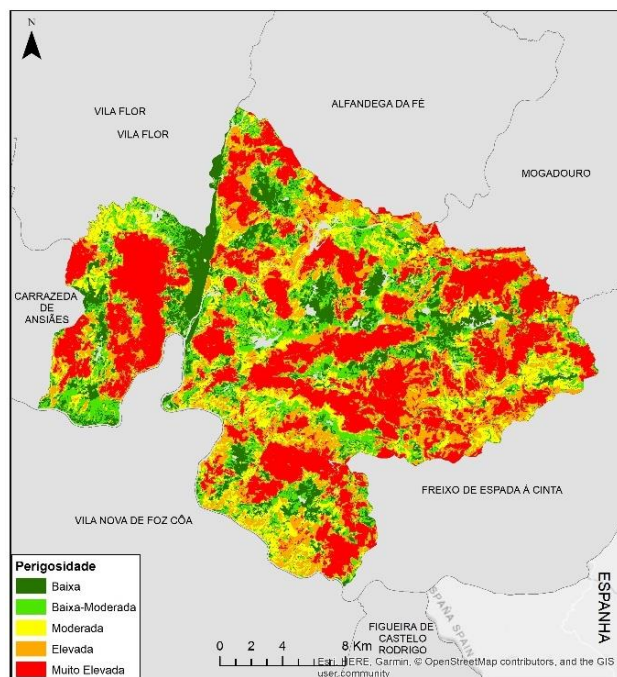 N
VILA FLOR
VILA FLOR
ALFANDEGA DA FÉ
MOGADOURO
CARRAZEDA
DE
ANSIÃES
VILA NOVA DE FOZ CÔA
FREIXO DE ESPADA Á CINTA
Perigosidade
Baixa
Baixa-Moderada
Moderada
Elevada
Muito Elevada
0 2 4 8 Km
FIGUEIRA DE
CASTELO
RODRIGO
SPAÑA SPAIN
ESPANHA
Esri, HERE, Garmin, © OpenStreetMap contributors, and the GIS
user community